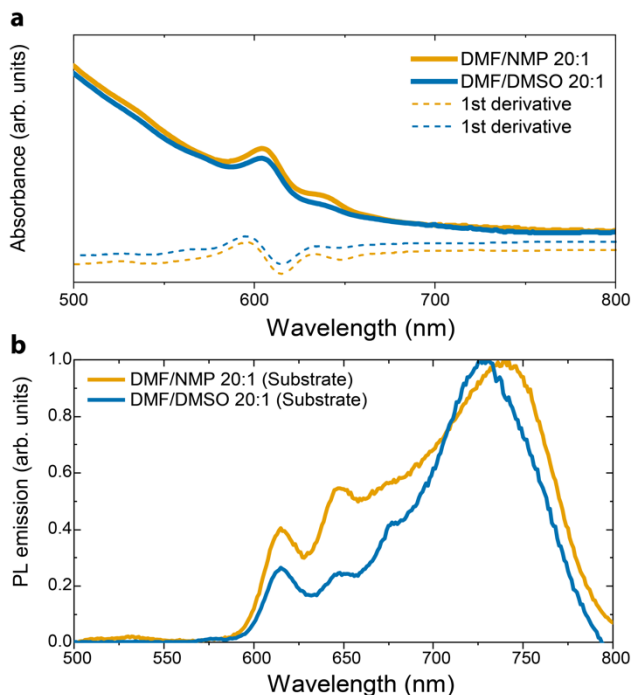 a
Absorbance (arb. units)
DMF/NMP 20:1
DMF/DMSO 20:1
1st derivative
1st derivative
500 600 700 800
Wavelength (nm)
b
PL emission (arb. units)
1.0
0.8
0.6
0.4
0.2
0.0
DMF/NMP 20:1 (Substrate)
DMF/DMSO 20:1 (Substrate)
500 550 600 650 700 750 800
Wavelength (nm)